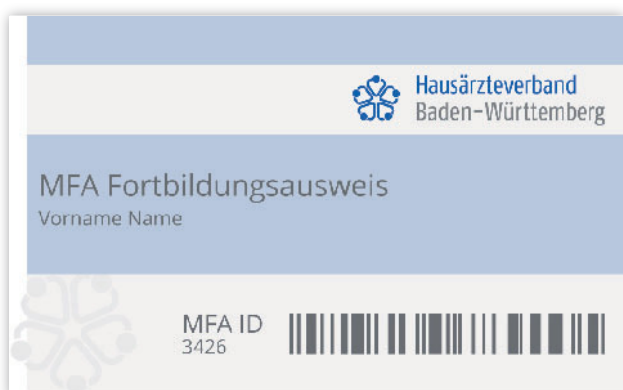 Hausärzteverband
Baden-Württemberg
MFA Fortbildungsausweis
Vorname Name
MFA ID
3426